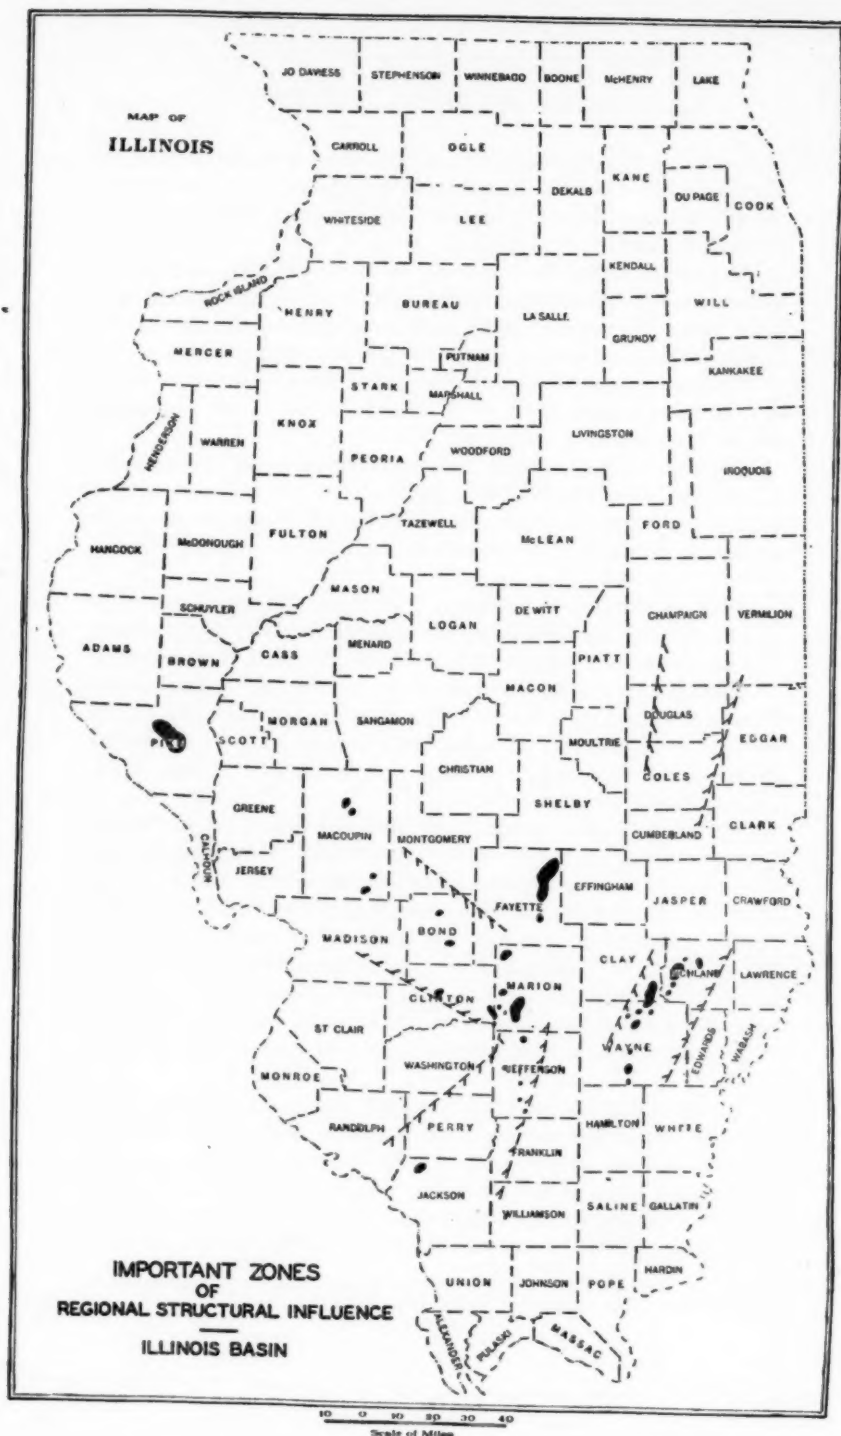 MAP OF
ILLINOIS
JO DAVIESS STEPHENSON WINNEBAGO BOONE McHENRY LAKE
CARROLL OGLE
DEKALB KANE DU PAGE COOK
WHITESIDE LEE
KENDALL
ROCK ISLAND HENRY BUREAU LA SALLE WILL
MERCER PUTNAM GRUNDY
STARK MARSHALL KANKAKEE
HENDERSON WARREN KNOX PEORIA WOODFORD LIVINGSTON
IROQUOIS
HANCOCK McDONOUGH FULTON TAZEWELL McLEAN FORD
MASON
SCHUYLER LOGAN DE WITT CHAMPAIGN VERMILION
ADAMS BROWN CASS MENARD PIATT
MACON
PIKE SCOTT MORGAN SANGAMON DOUGLAS EDGAR
MOULTRIE
CHRISTIAN COLES
GREENE SHELBY
CALHOUN MACOUPIN MONTGOMERY CUMBERLAND CLARK
JERSEY
FAYETTE EFFINGHAM JASPER CRAWFORD
MADISON BOND CLAY
RICHLAND LAWRENCE
CLINTON MARION
ST CLAIR
WASHINGTON JEFFERSON WAYNE EDWARDS WABASH
MONROE
RANDOLPH PERRY HAMILTON WHITE
FRANKLIN
JACKSON WILLIAMSON SALINE GALLATIN
UNION JOHNSON POPE HARDIN
ALEXANDER PULASKI MASSAC
IMPORTANT ZONES
OF
REGIONAL STRUCTURAL INFLUENCE
ILLINOIS BASIN
10 0 10 20 30 40
Scale of Miles